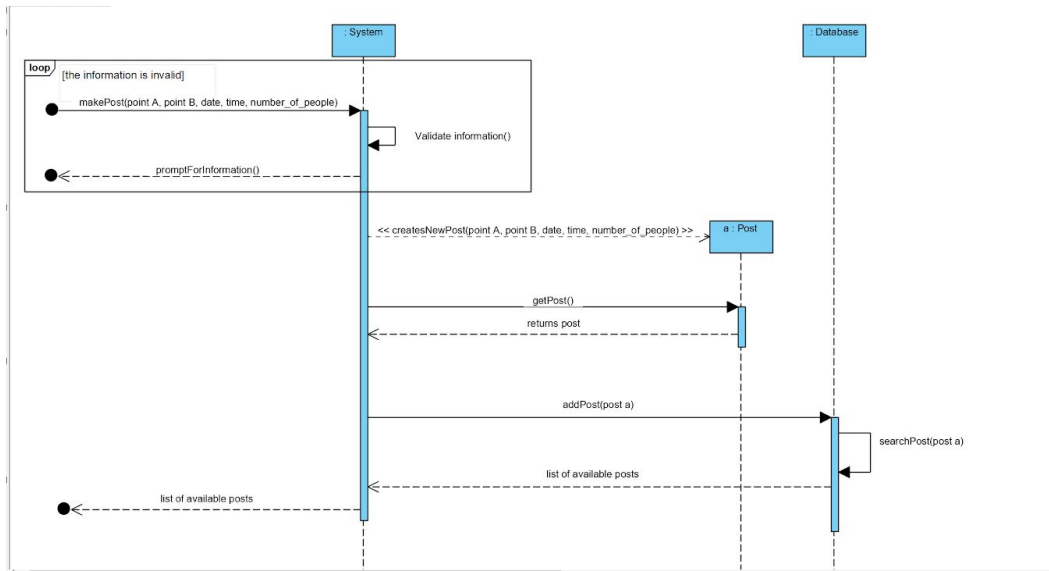 : System
: Database
loop
[the information is invalid]
makePost(point A, point B, date, time, number_of_people)
Validate information()
promptForInformation()
<< createsNewPost(point A, point B, date, time, number_of_people) >>
a : Post
getPost()
returns post
addPost(post a)
searchPost(post a)
list of available posts
list of available posts